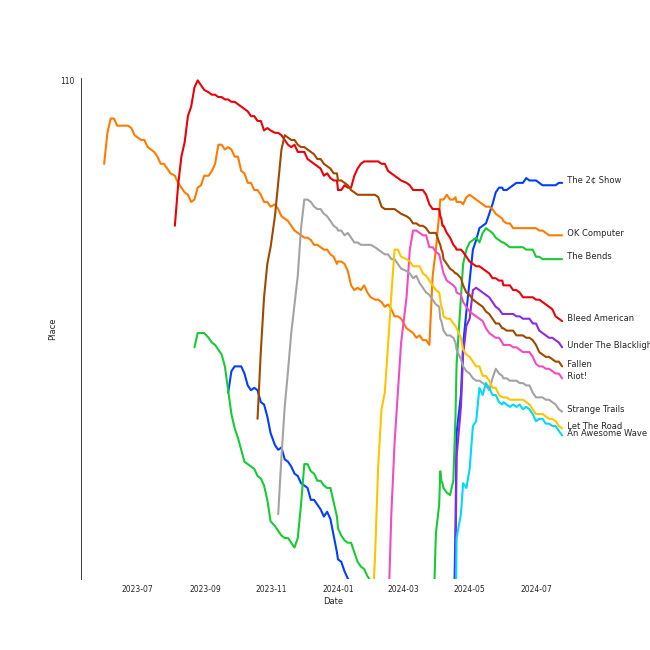 110
Place
The 2¢ Show
OK Computer
The Bends
Bleed American
Under The Blackligh
Fallen
Riot!
Strange Trails
Let The Road
An Awesome Wave
2023-07
2023-09
2023-11
2024-01
2024-03
2024-05
2024-07
Date